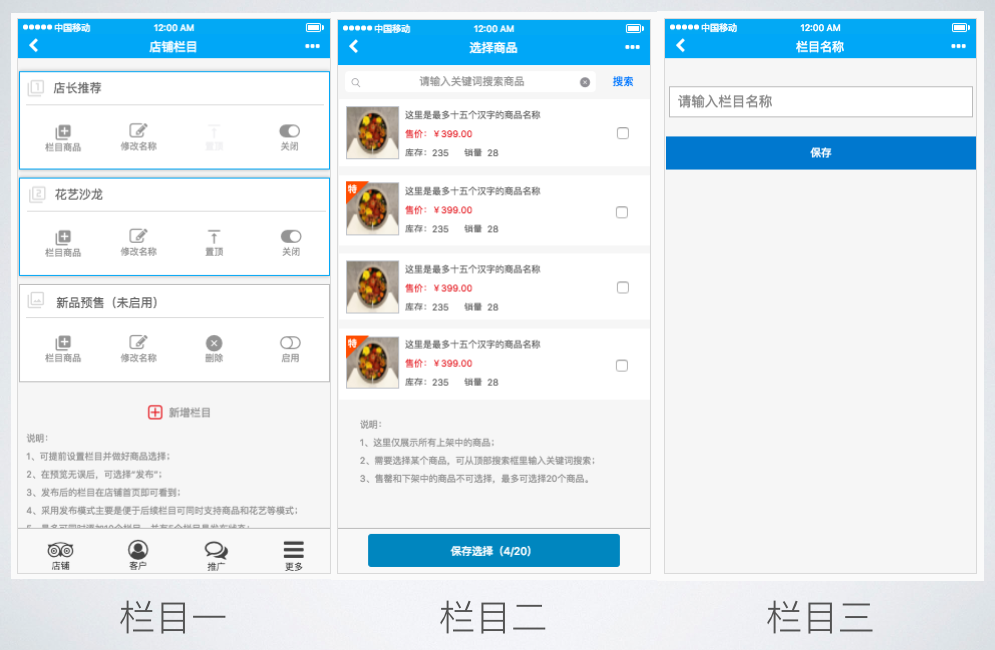 中国移动
12:00 AM
店铺栏目
店长推荐
栏目商品
修改名称
置顶
关闭
花艺沙龙
栏目商品
修改名称
置顶
关闭
新品预售（未启用）
栏目商品
修改名称
删除
启用
新增栏目
说明：
1、可提前设置栏目并做好商品选择；
2、在预览无误后，可选择“发布”；
3、发布后的栏目在店铺首页即可看到；
4、采用发布模式主要是便于后续栏目可同时支持商品和花艺等模式；
店铺
客户
推广
更多
中国移动
12:00 AM
选择商品
请输入关键词搜索商品
搜索
这里是最多十五个汉字的商品名称
售价：￥399.00
库存：235 销量 28
特
这里是最多十五个汉字的商品名称
售价：￥399.00
库存：235 销量 28
这里是最多十五个汉字的商品名称
售价：￥399.00
库存：235 销量 28
特
这里是最多十五个汉字的商品名称
售价：￥399.00
库存：235 销量 28
说明：
1、这里仅展示所有上架中的商品；
2、需要选择某个商品，可从顶部搜索框里输入关键词搜索；
3、售罄和下架中的商品不可选择，最多可选择20个商品。
保存选择（4/20）
中国移动
12:00 AM
栏目名称
请输入栏目名称
保存
栏目一
栏目二
栏目三